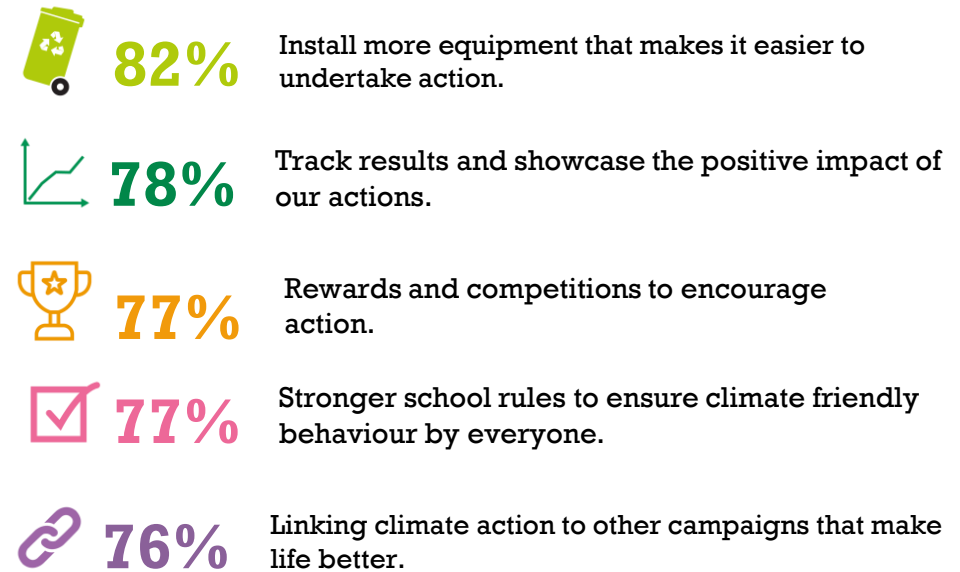 82%
Install more equipment that makes it easier to
undertake action.
78%
Track results and showcase the positive impact of
our actions.
77%
Rewards and competitions to encourage
action.
77%
Stronger school rules to ensure climate friendly
behaviour by everyone.
76%
Linking climate action to other campaigns that make
life better.